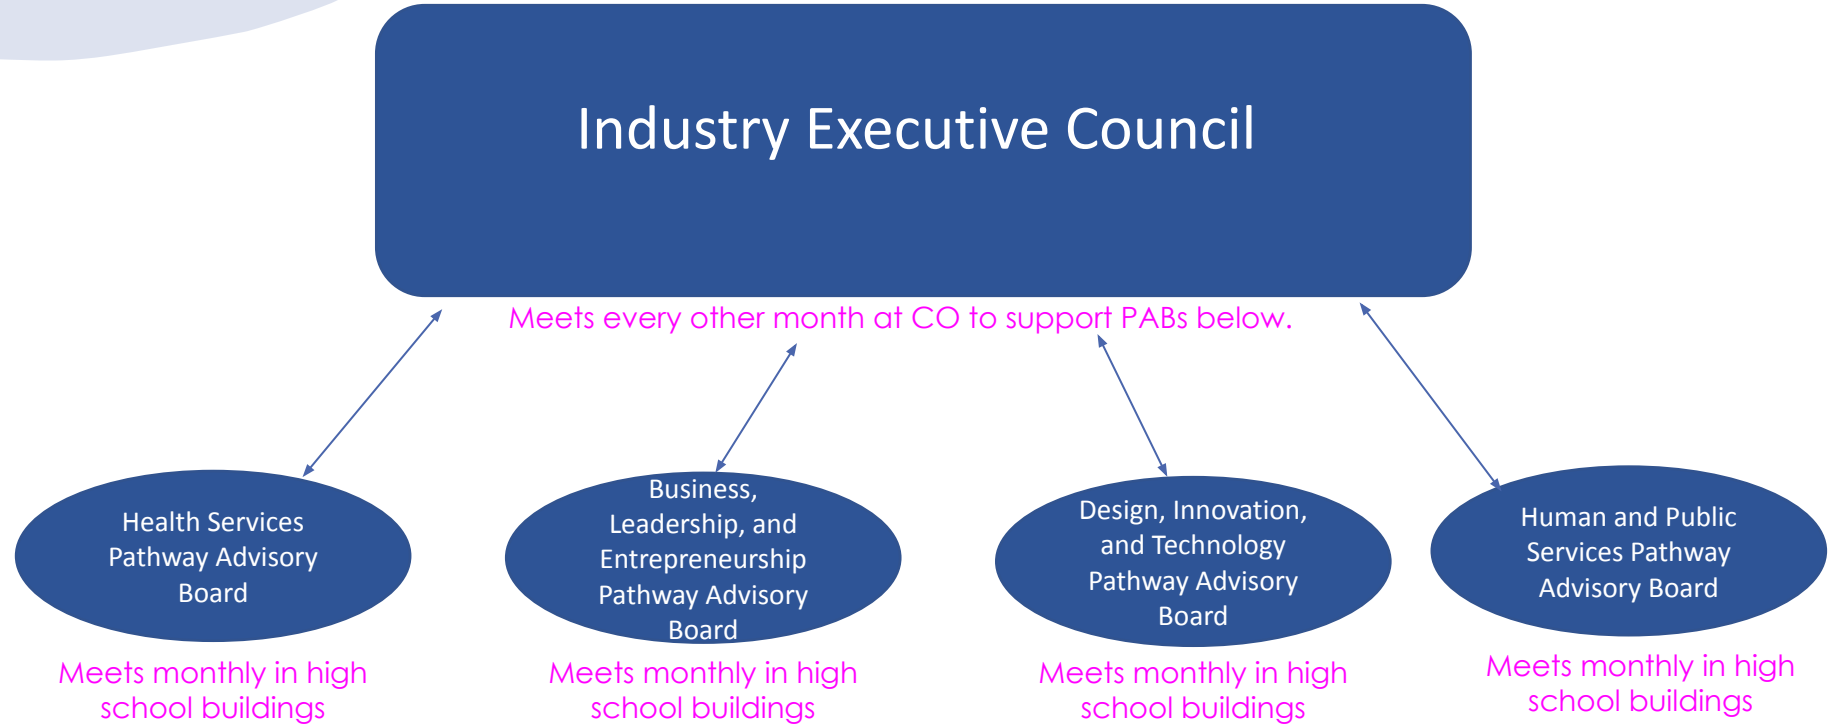 Industry Executive Council
Meets every other month at CO to support PABs below.
Health Services
Pathway Advisory
Board
Meets monthly in high
school buildings
Business,
Leadership, and
Entrepreneurship
Pathway Advisory
Board
Meets monthly in high
school buildings
Design, Innovation,
and Technology
Pathway Advisory
Board
Meets monthly in high
school buildings
Human and Public
Services Pathway
Advisory Board
Meets monthly in high
school buildings